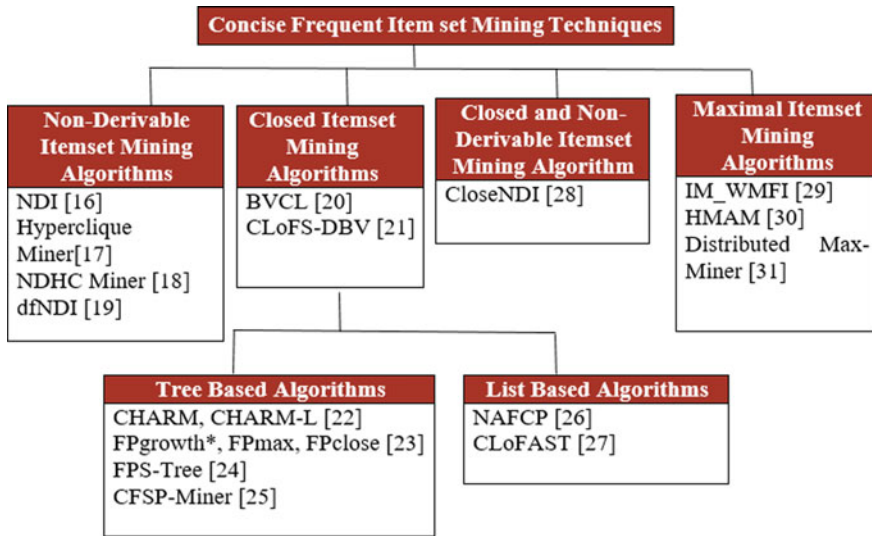 Concise Frequent Item set Mining Techniques
Non-Derivable
Itemset Mining
Algorithms
NDI [16]
Hyperclique
Miner[17]
NDHC Miner [18]
dfNDI [19]
Closed Itemset
Mining
Algorithms
BVCL [20]
CLoFS-DBV [21]
Closed and Non-
Derivable Itemset
Mining Algorithm
CloseNDI [28]
Maximal Itemset
Mining
Algorithms
IM_WMFI [29]
HMAM [30]
Distributed Max-
Miner [31]
Tree Based Algorithms
CHARM, CHARM-L [22]
FPgrowth*, FPmax, FPclose [23]
FPS-Tree [24]
CFSP-Miner [25]
List Based Algorithms
NAFCP [26]
CLoFAST [27]